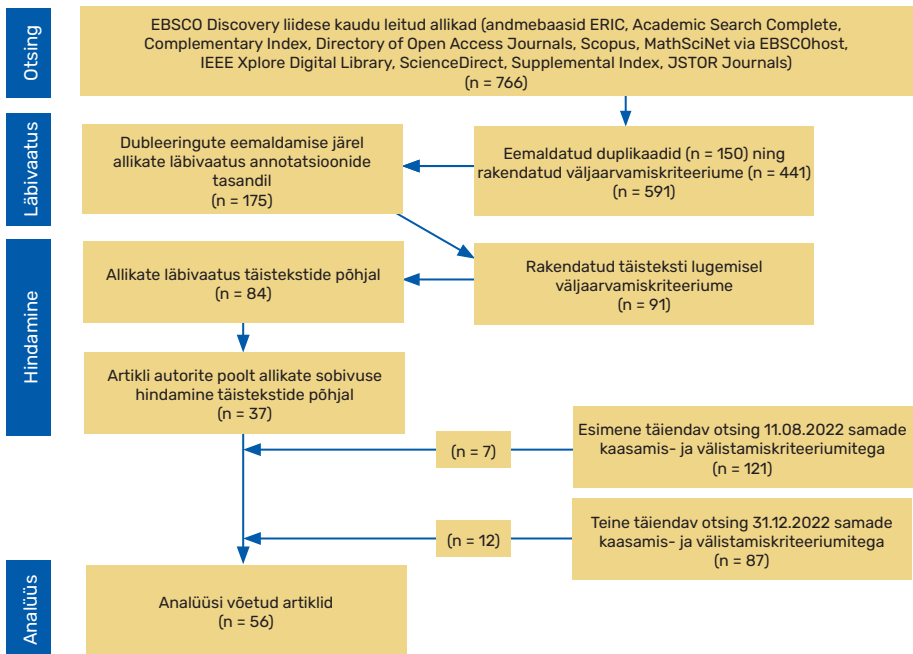 Otsing
EBSCO Discovery liidese kaudu leitud allikad (andmebaasid ERIC, Academic Search Complete,
Complementary Index, Directory of Open Access Journals, Scopus, MathSciNet via EBSCOhost,
IEEE Xplore Digital Library, ScienceDirect, Supplemental Index, JSTOR Journals)
(n = 766)
Läbivaatus
Dubleeringute eemaldamise järel
allikate läbivaatus annotatsioonide
tasandil
(n = 175)
Eemaldatud duplikaadid (n = 150) ning
rakendatud väljaarvamiskriteeriume (n = 441)
(n = 591)
Hindamine
Allikate läbivaatus täistekstide põhjal
(n = 84)
Rakendatud täisteksti lugemisel
väljaarvamiskriteeriume
(n = 91)
Artikli autorite poolt allikate sobivuse
hindamine täistekstide põhjal
(n = 37)
(n = 7)
Esimene täiendav otsing 11.08.2022 samade
kaasamis- ja välistamiskriteeriumitega
(n = 121)
(n = 12)
Teine täiendav otsing 31.12.2022 samade
kaasamis- ja välistamiskriteeriumitega
(n = 87)
Analüüs
Analüüsi võetud artiklid
(n = 56)